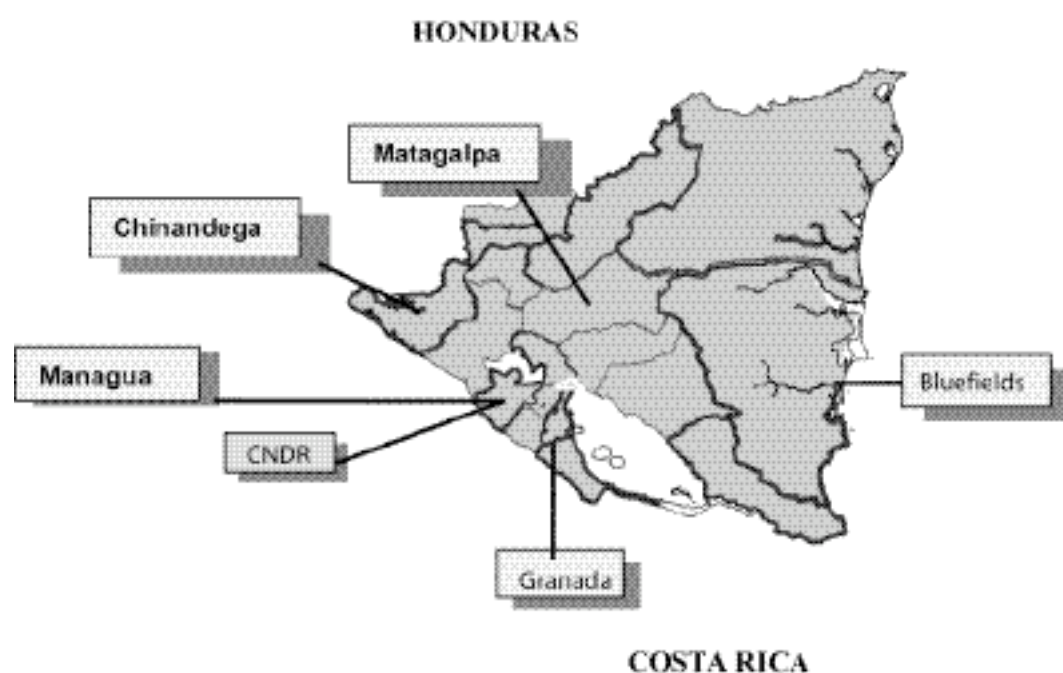 HONDURAS
Matagalpa
Chinandega
Managua
Bluefields
CNDR
Granada
COSTA RICA